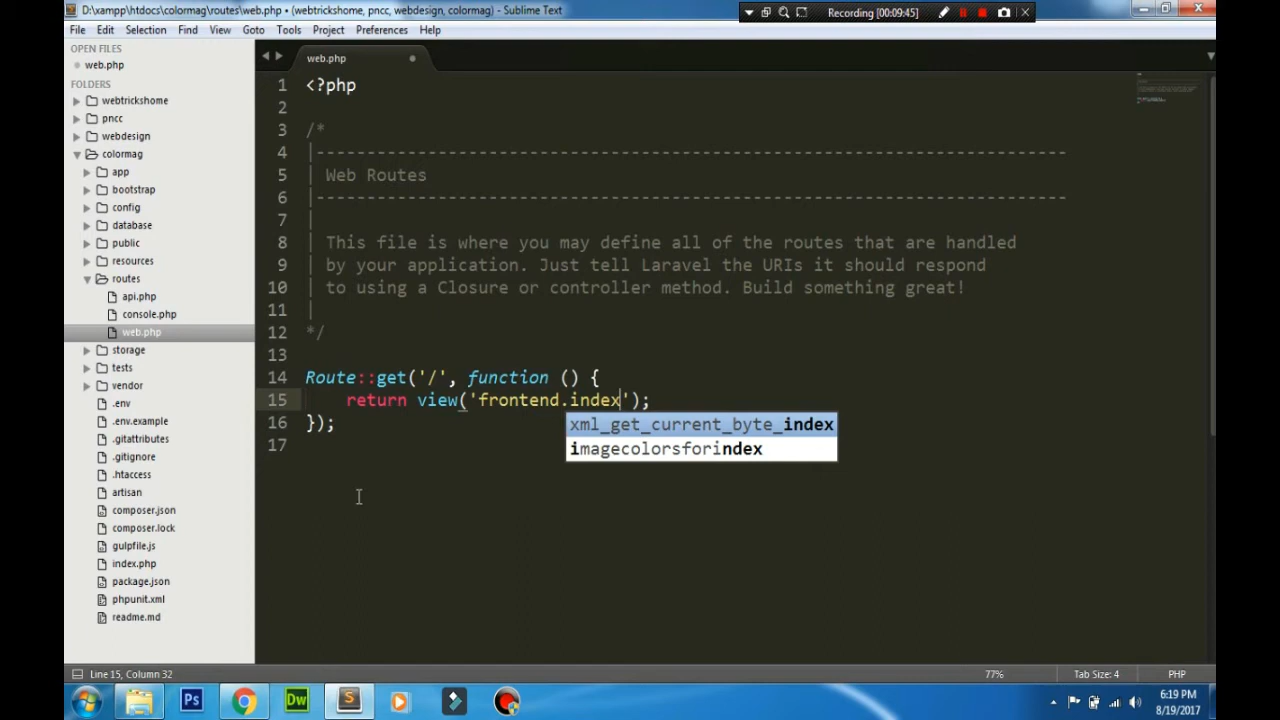 D:\xampp\htdocs\colormag\routes\web.php • (webtrickshome, pncc, webdesign, colormag) - Sublime Text
Recording [00:09:45]
File Edit Selection Find View Goto Tools Project Preferences Help
OPEN FILES
web.php
FOLDERS
webtrickshome
pncc
webdesign
colormag
app
bootstrap
config
database
public
resources
routes
api.php
console.php
web.php
storage
tests
vendor
.env
.env.example
.gitattributes
.gitignore
.htaccess
artisan
composer.json
composer.lock
gulpfile.js
index.php
package.json
phpunit.xml
readme.md
web.php
1 <?php
2
3 /*
4 |--------------------------------------------------------------------------
5 | Web Routes
6 |--------------------------------------------------------------------------
7 |
8 | This file is where you may define all of the routes that are handled
9 | by your application. Just tell Laravel the URIs it should respond
10 | to using a Closure or controller method. Build something great!
11 |
12 */
13
14 Route::get('/', function () {
15 return view('frontend.index');
16 });
17
xml_get_current_byte_index
imagecolorsforindex
Line 15, Column 32
77%
Tab Size: 4
PHP
Ps
Dw
S
6:19 PM
8/19/2017